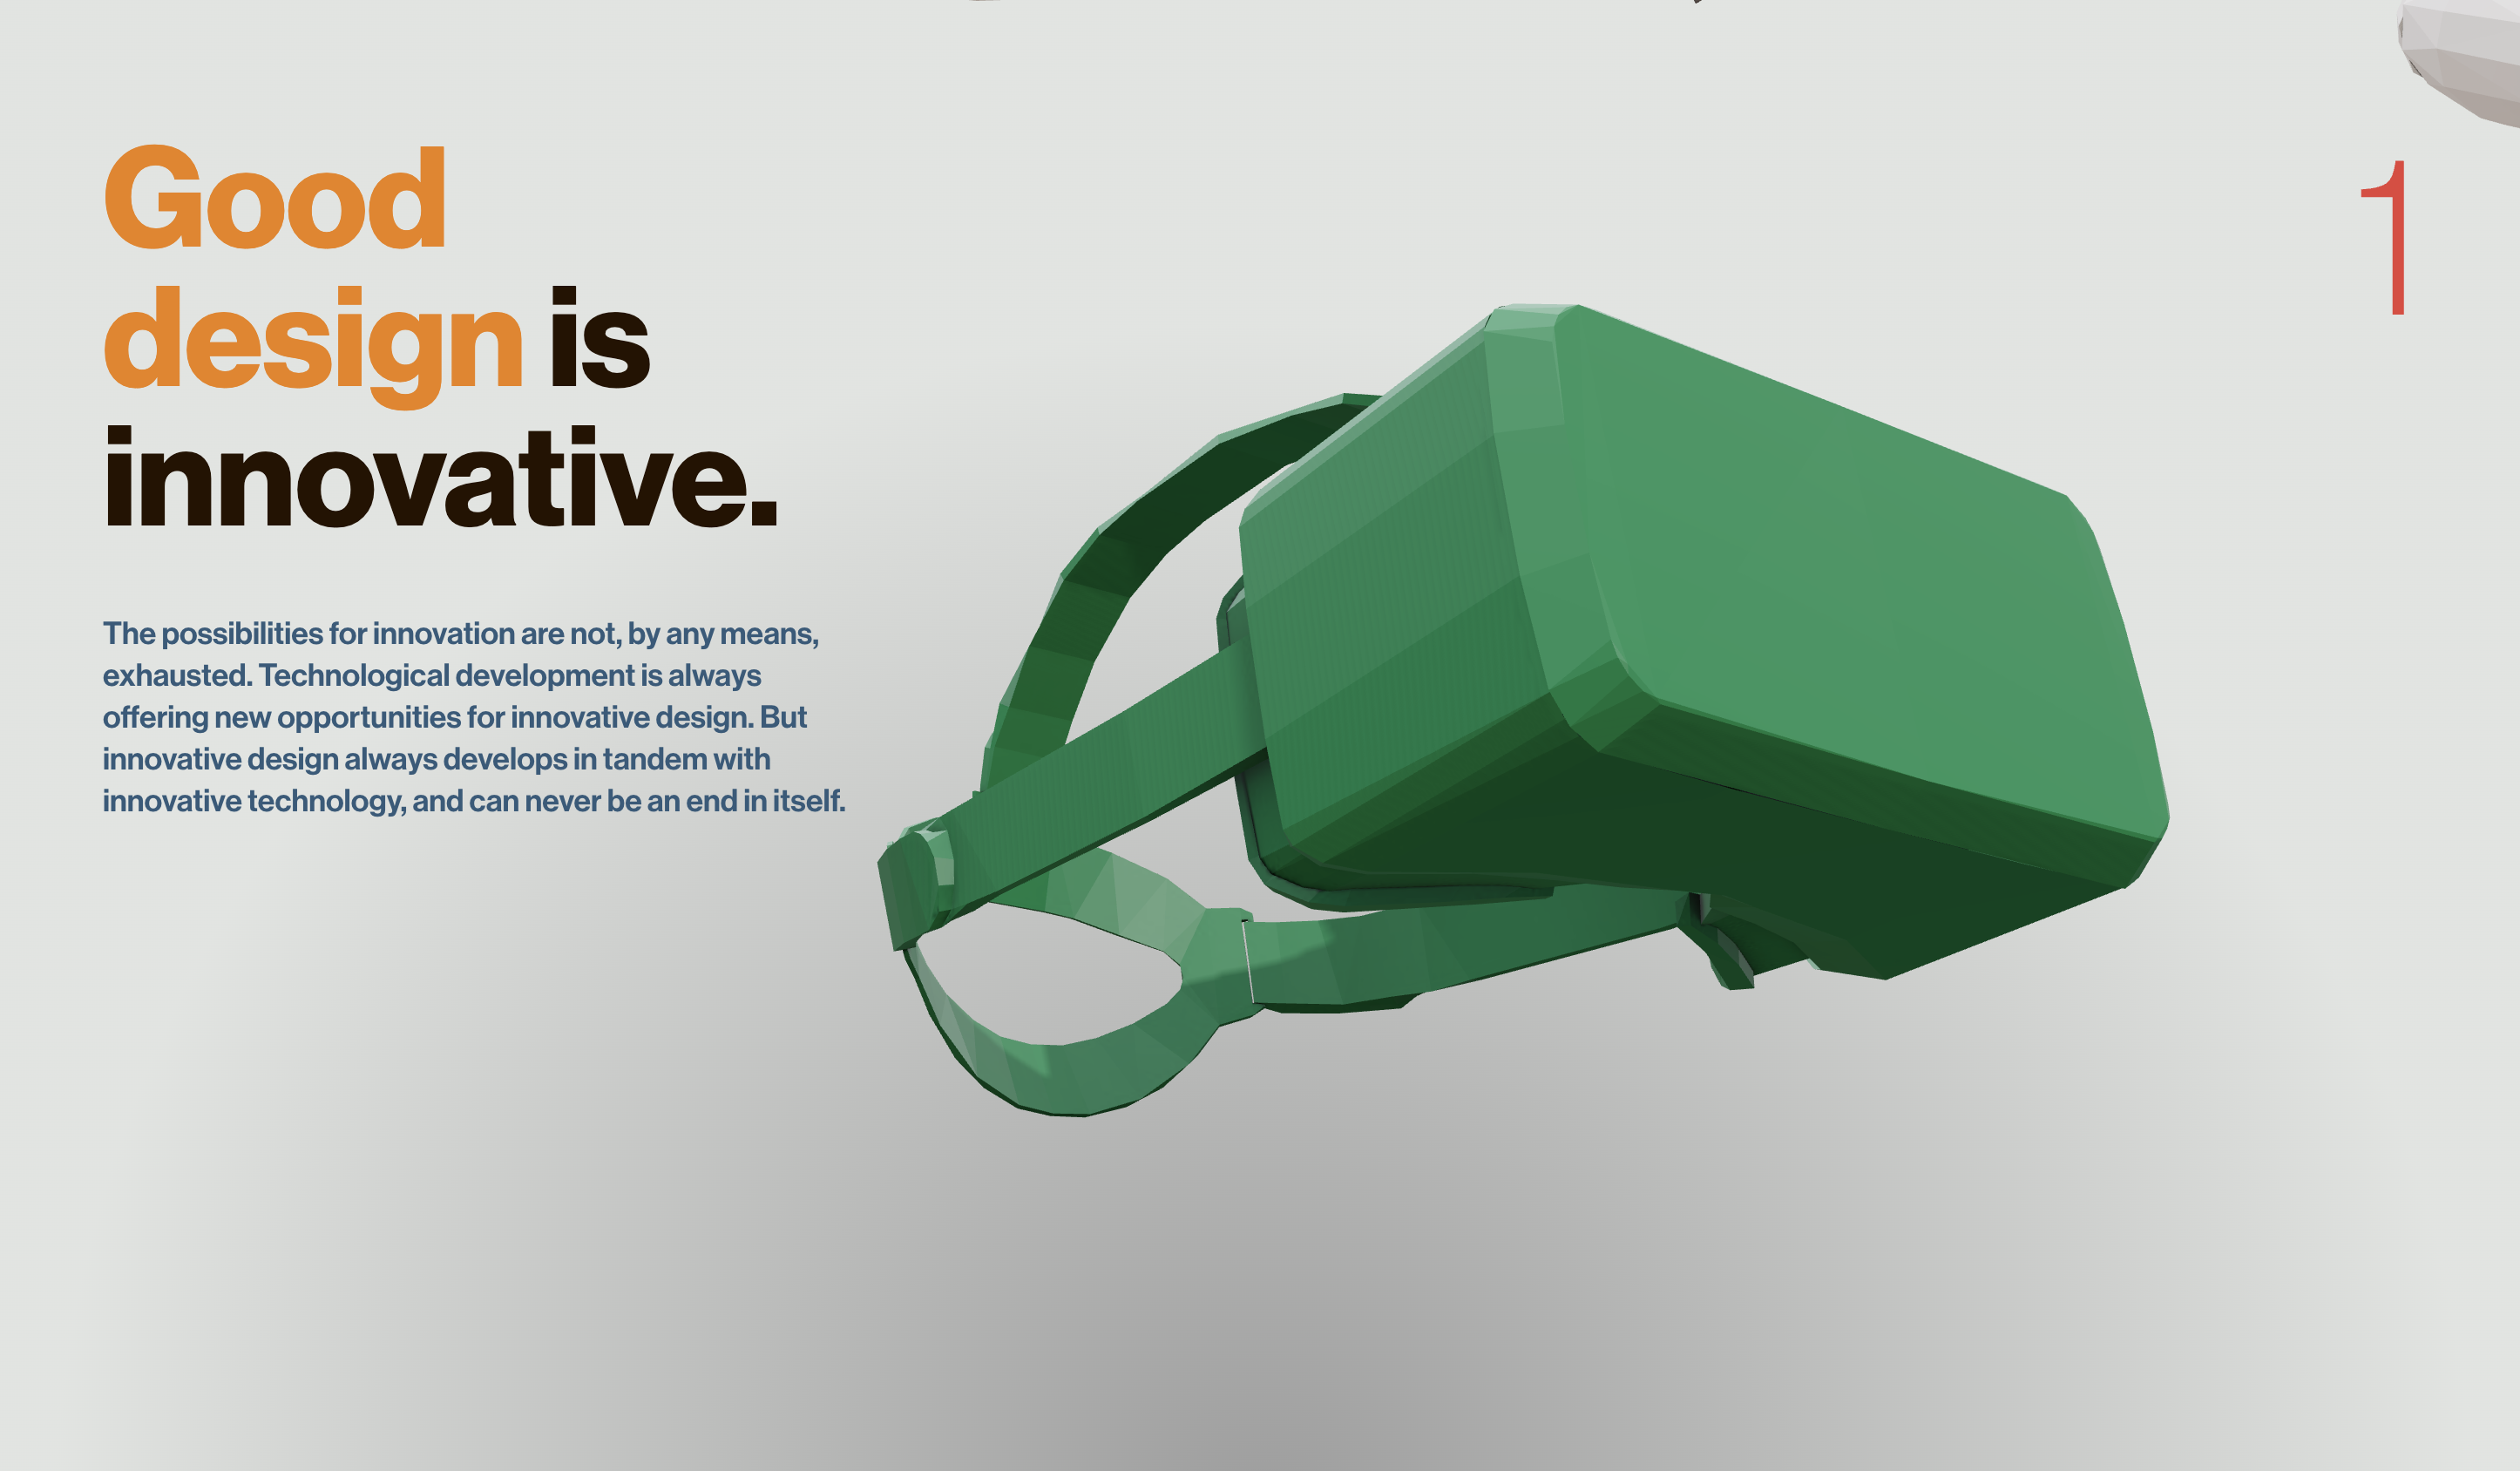 Good
design is
innovative.
1
The possibilities for innovation are not, by any means,
exhausted. Technological development is always
offering new opportunities for innovative design. But
innovative design always develops in tandem with
innovative technology, and can never be an end in itself.